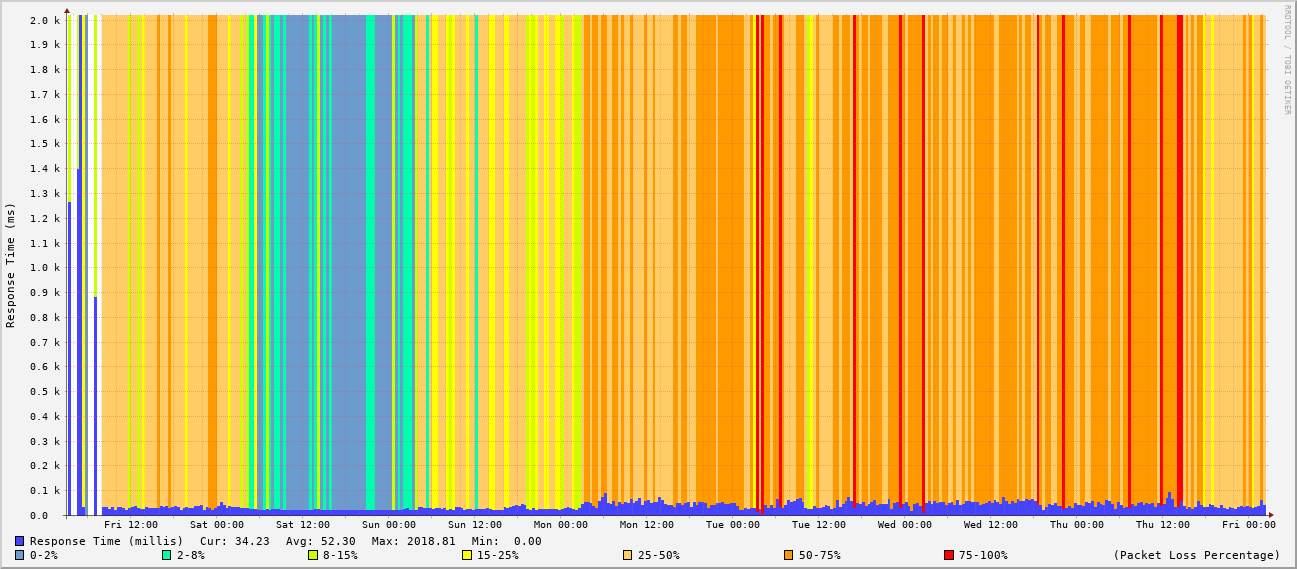 RRDTOOL / TOBI OETIKER
Response Time (ms)
2.0 k
1.9 k
1.8 k
1.7 k
1.6 k
1.5 k
1.4 k
1.3 k
1.2 k
1.1 k
1.0 k
0.9 k
0.8 k
0.7 k
0.6 k
0.5 k
0.4 k
0.3 k
0.2 k
0.1 k
0.0
Fri 12:00 Sat 00:00 Sat 12:00 Sun 00:00 Sun 12:00 Mon 00:00 Mon 12:00 Tue 00:00 Tue 12:00 Wed 00:00 Wed 12:00 Thu 00:00 Thu 12:00 Fri 00:00
Response Time (millis) Cur: 34.23 Avg: 52.30 Max: 2018.81 Min: 0.00
0-2% 2-8% 8-15% 15-25% 25-50% 50-75% 75-100% (Packet Loss Percentage)